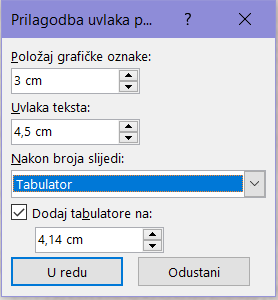 Prilagodba uvlaka p... ?
Položaj grafičke oznake:
3 cm
Uvlaka teksta:
4,5 cm
Nakon broja slijedi:
Tabulator
Dodaj tabulatore na:
4,14 cm
U redu Odustani